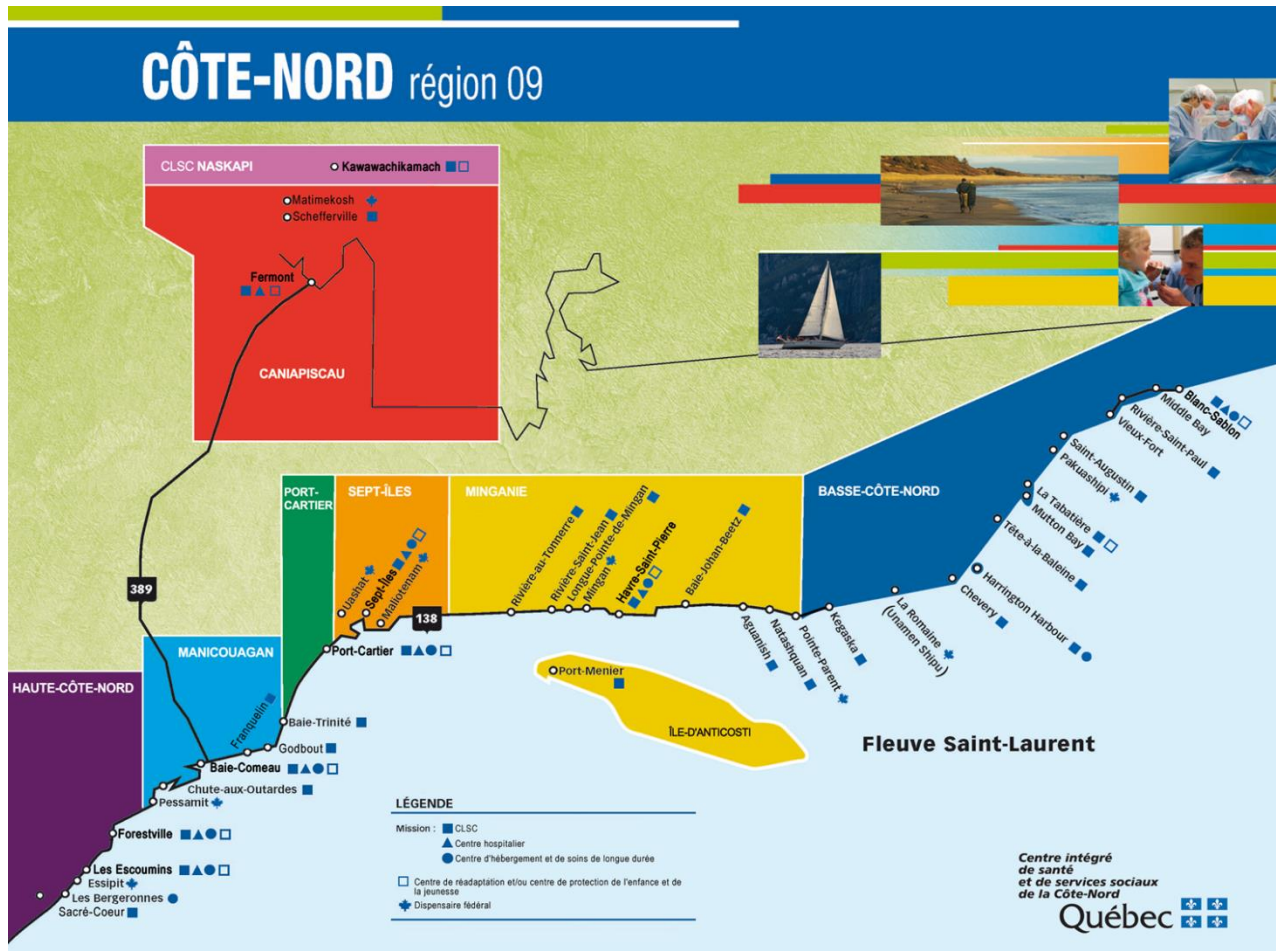 CÔTE-NORD région 09
CLSC NASKAPI
Kawawachikamach
Matimekosh
Schefferville
Fermont
CANIAPISCAU
389
PORT-
CARTIER
SEPT-ÎLES
MINGANIE
BASSE-CÔTE-NORD
MANICOUAGAN
HAUTE-CÔTE-NORD
Uashat
Sept-Îles
Maliotenam
138
Port-Cartier
Rivière-au-Tonnerre
Rivière-Saint-Jean
Longue-Pointe-de-Mingan
Mingan
Havre-Saint-Pierre
Baie-Johan-Beetz
Aguanish
Natashquan
Pointe-Parent
Kegaska
La Romaine
(Unamen Shipu)
Chevery
Harrington Harbour
Tête-à-la-Baleine
Mutton Bay
La Tabatière
Pakuashipi
Saint-Augustin
Vieux-Fort
Rivière-Saint-Paul
Middle Bay
Blanc-Sablon
Port-Menier
ÎLE-D'ANTICOSTI
Fleuve Saint-Laurent
Franquelin
Baie-Trinité
Godbout
Baie-Comeau
Chute-aux-Outardes
Pessamit
Forestville
Les Escoumins
Essipit
Les Bergeronnes
Sacré-Coeur
LÉGENDE
Mission : CLSC
Centre hospitalier
Centre d'hébergement et de soins de longue durée
Centre de réadaptation et/ou centre de protection de l'enfance et de
la jeunesse
Dispensaire fédéral
Centre intégré
de santé
et de services sociaux
de la Côte-Nord
Québec